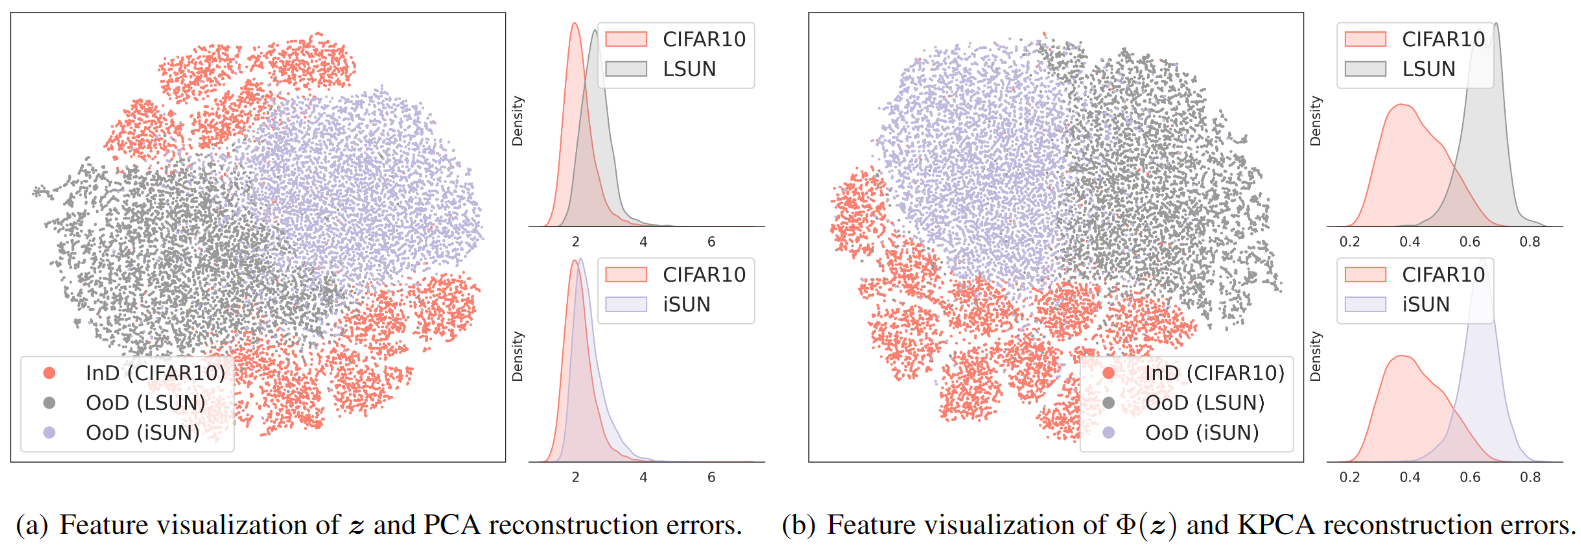 InD (CIFAR10)
OoD (LSUN)
OoD (iSUN)
Density
CIFAR10
LSUN
2 4 6
Density
CIFAR10
iSUN
2 4 6
InD (CIFAR10)
OoD (LSUN)
OoD (iSUN)
Density
CIFAR10
LSUN
0.2 0.4 0.6 0.8
Density
CIFAR10
iSUN
0.2 0.4 0.6 0.8
(a) Feature visualization of z and PCA reconstruction errors.
(b) Feature visualization of Φ(z) and KPCA reconstruction errors.